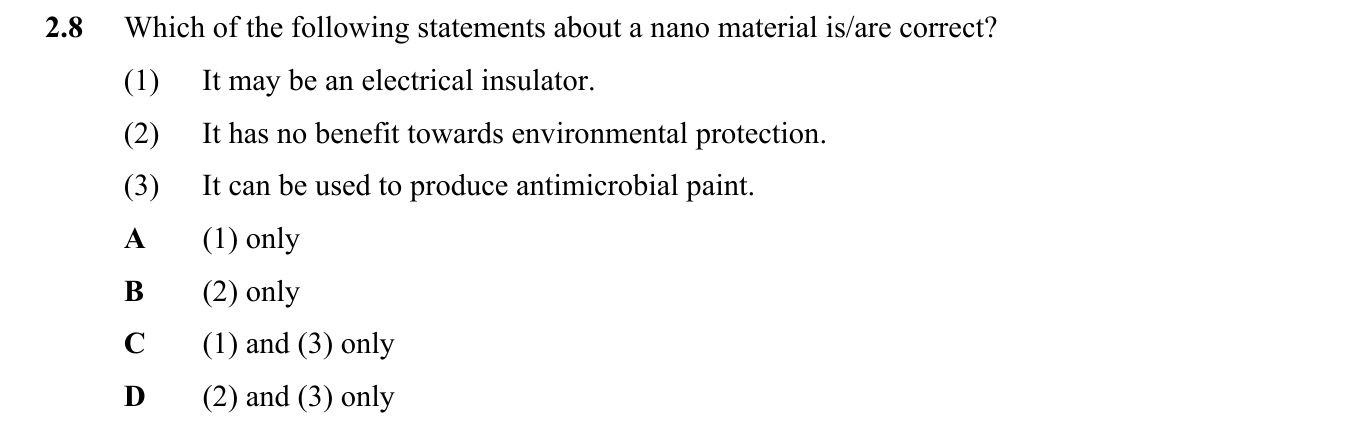 2.8 Which of the following statements about a nano material is/are correct?
(1) It may be an electrical insulator.
(2) It has no benefit towards environmental protection.
(3) It can be used to produce antimicrobial paint.
A (1) only
B (2) only
C (1) and (3) only
D (2) and (3) only